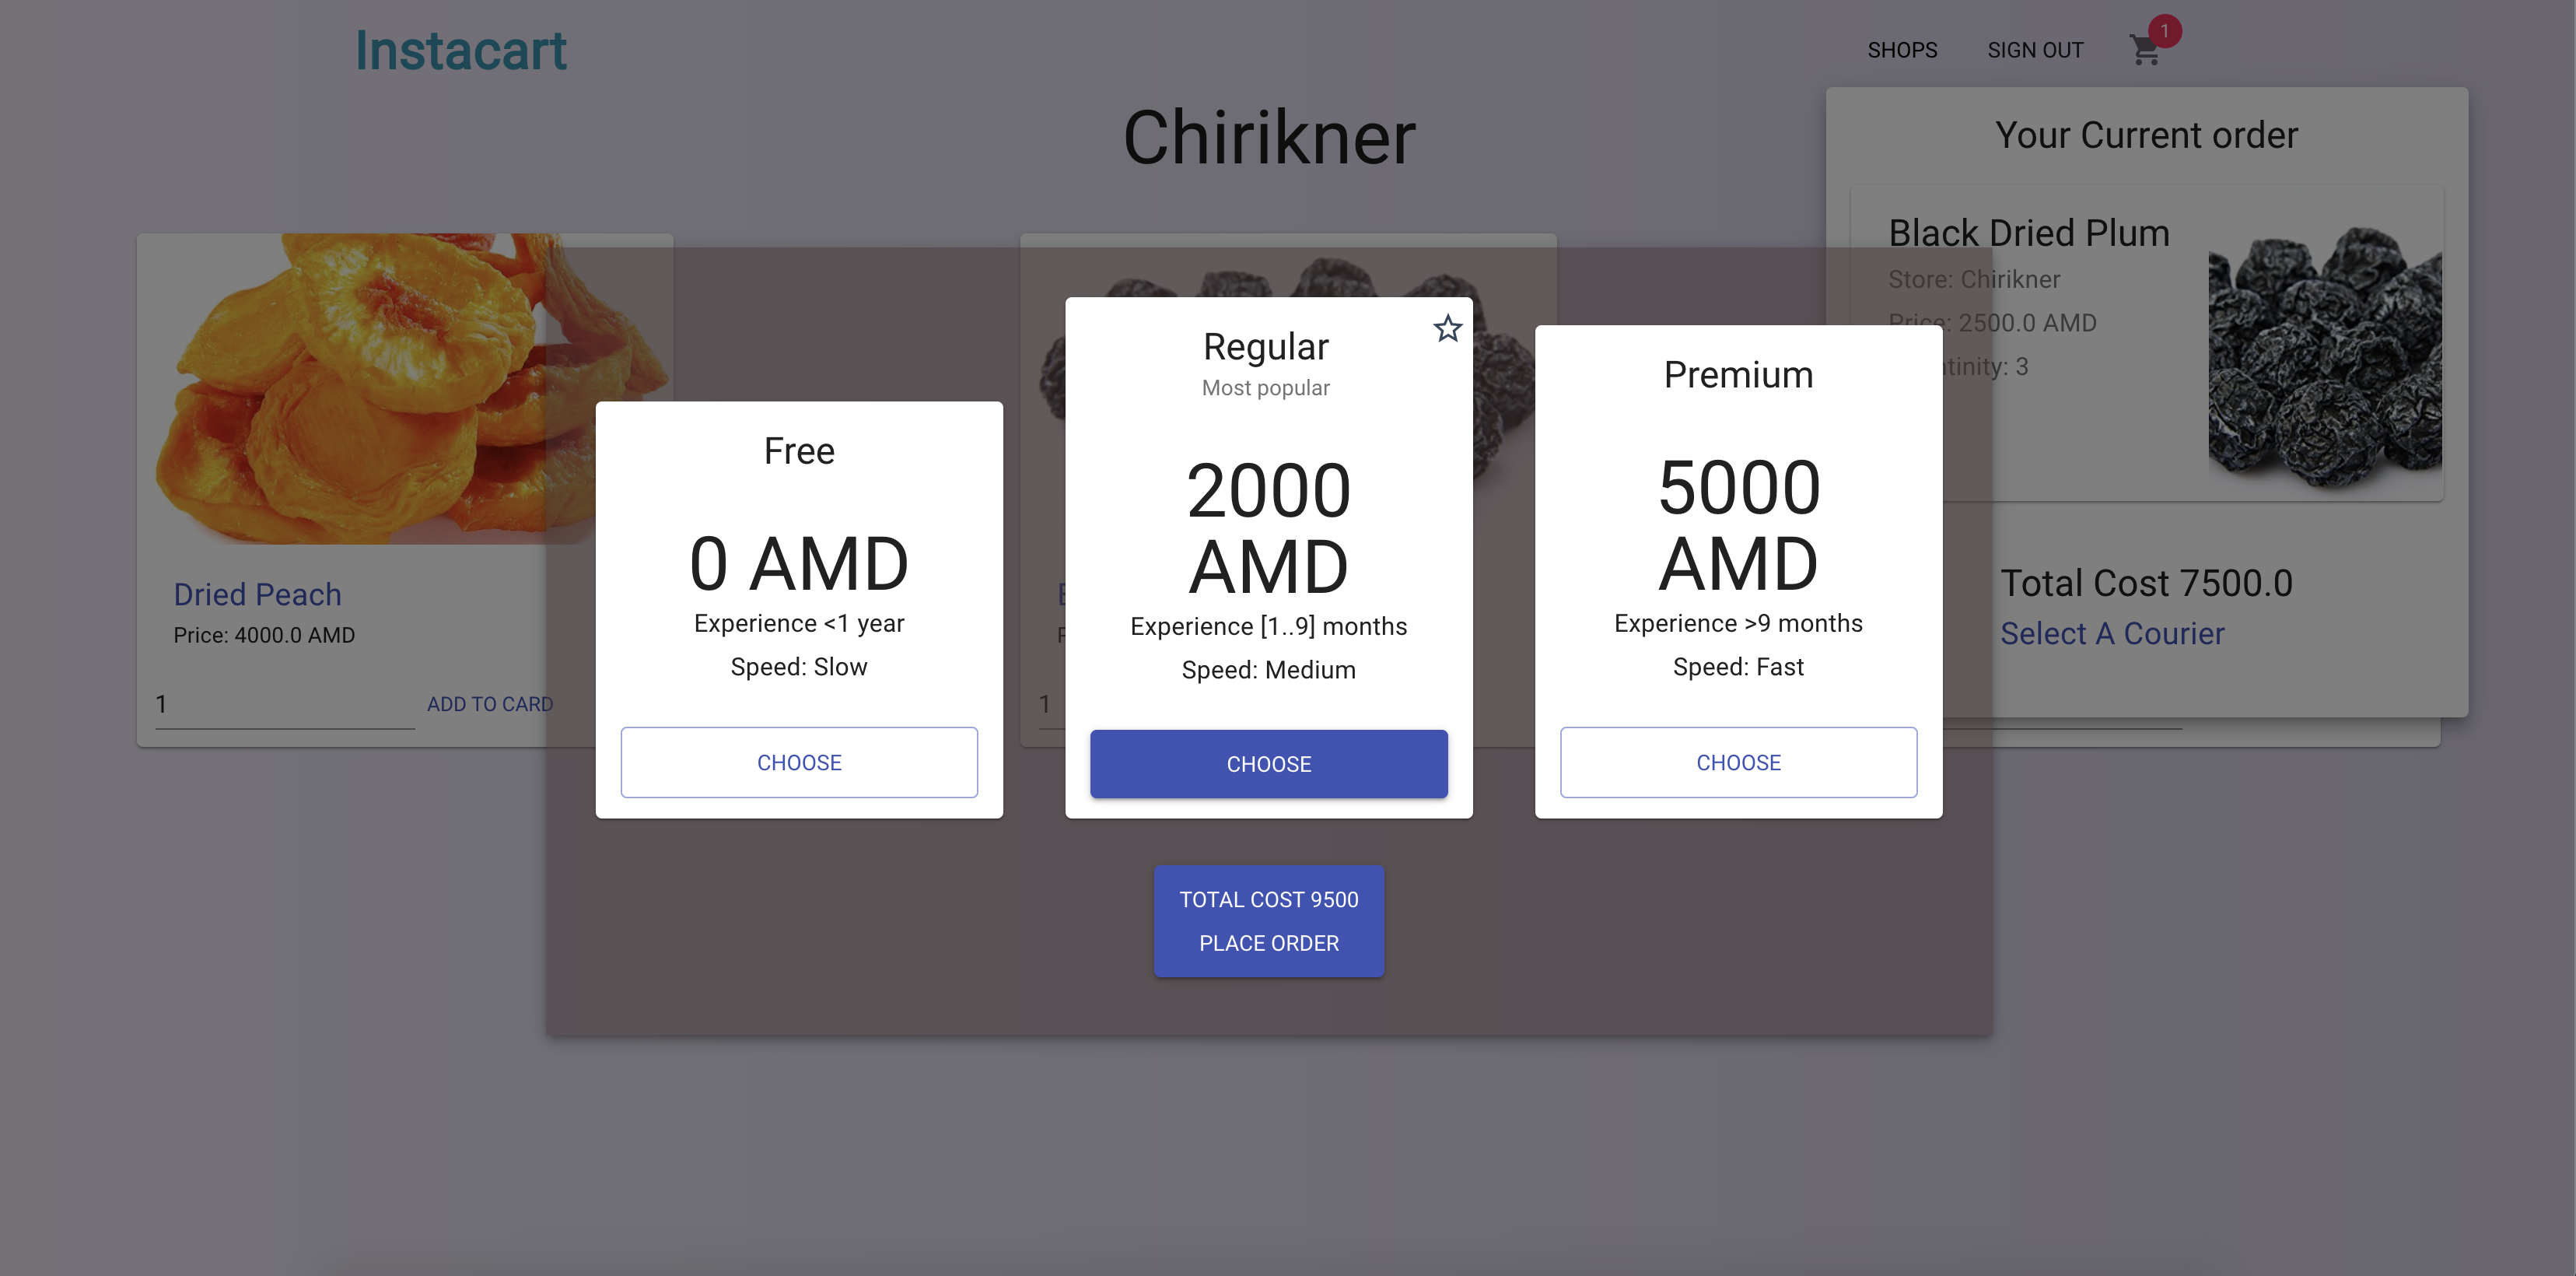 Instacart
SHOPS
SIGN OUT
1
Chirikner
Your Current order
Black Dried Plum
Store: Chirikner
Price: 2500.0 AMD
tinity: 3
Total Cost 7500.0
Select A Courier
Dried Peach
Price: 4000.0 AMD
1
ADD TO CARD
1
Free
0 AMD
Experience <1 year
Speed: Slow
CHOOSE
Regular
Most popular
2000
AMD
Experience [1..9] months
Speed: Medium
CHOOSE
Premium
5000
AMD
Experience >9 months
Speed: Fast
CHOOSE
TOTAL COST 9500
PLACE ORDER